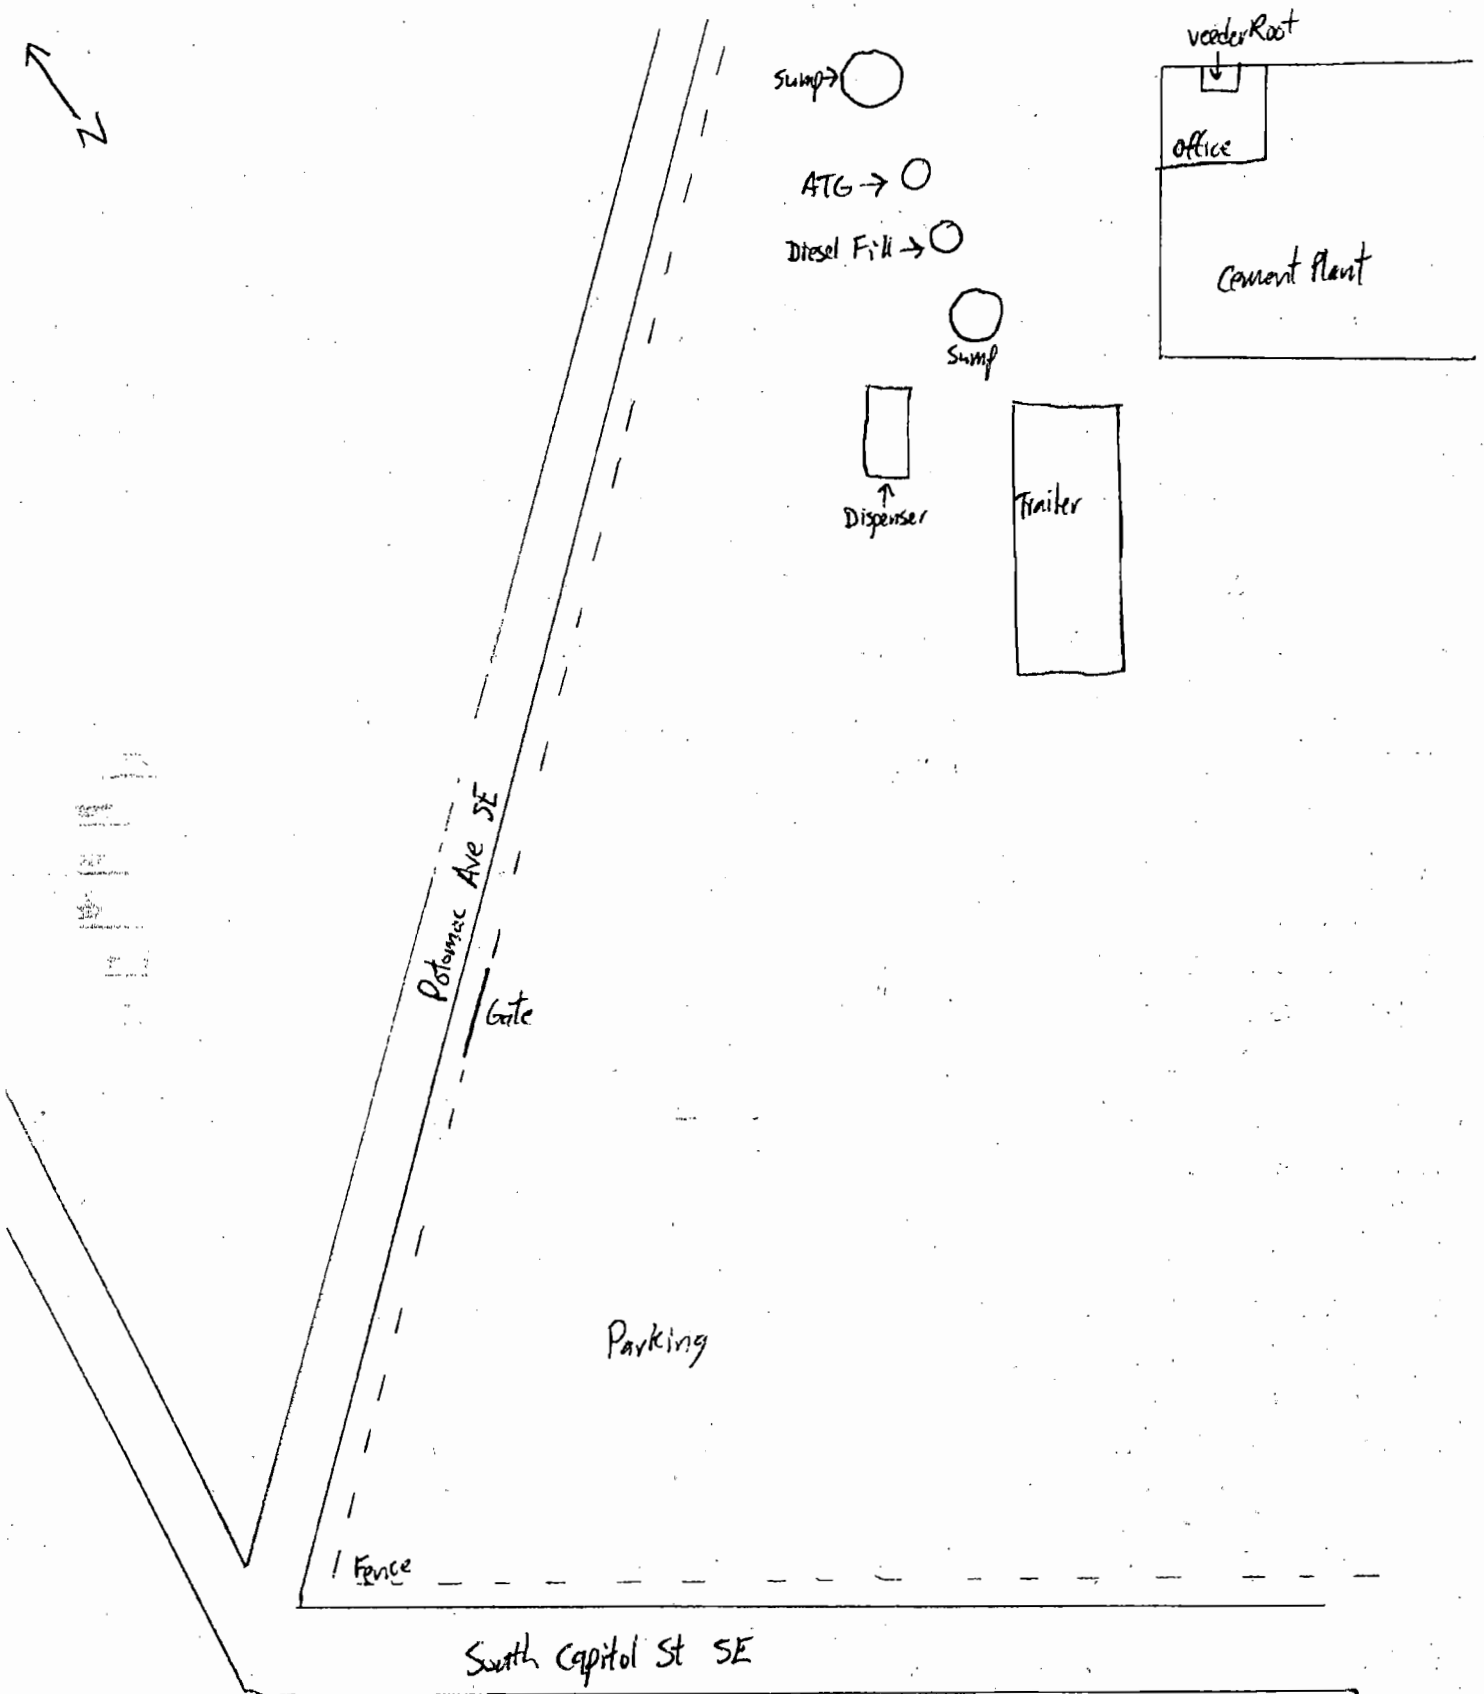 VeederRoot
Sump
N
Office
ATG
Diesel Fill
Cement Plant
Sump
Trailer
Dispenser
Potomac Ave SE
Gate
Parking
Fence
South Capitol St SE